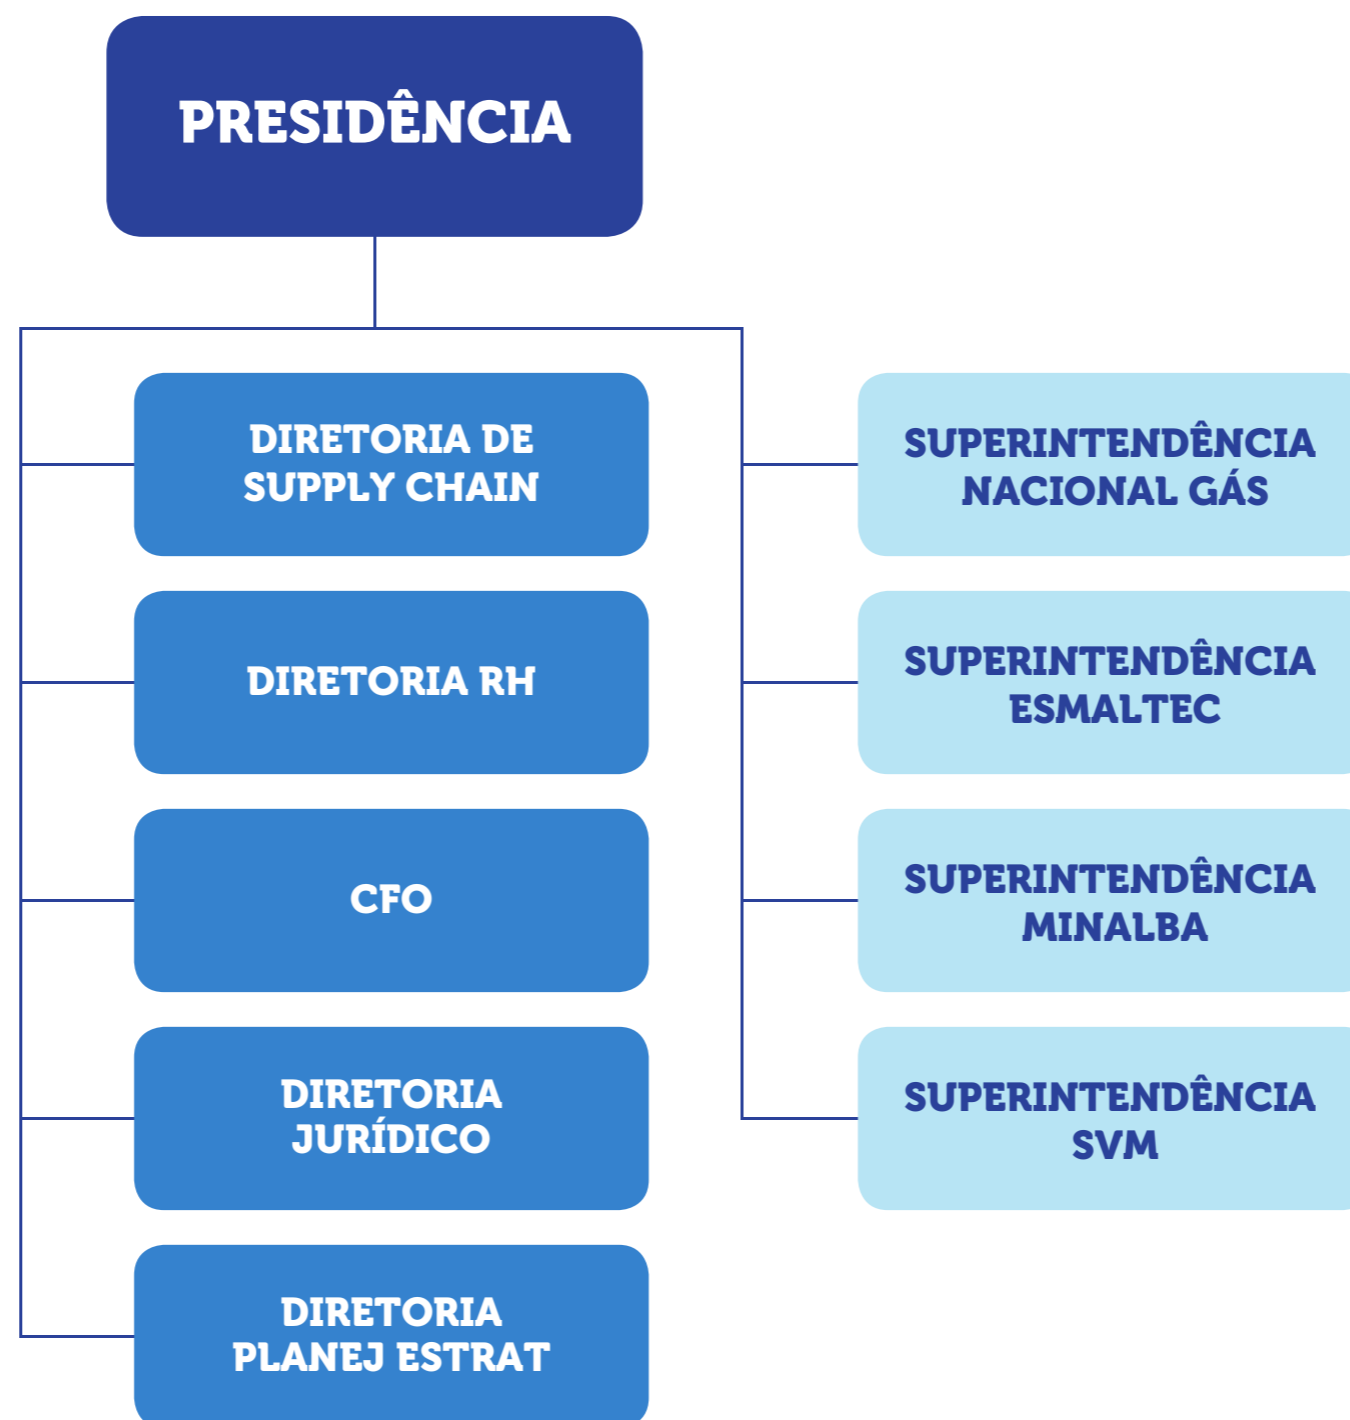 PRESIDÊNCIA
DIRETORIA DE
SUPPLY CHAIN
DIRETORIA RH
CFO
DIRETORIA
JURÍDICO
DIRETORIA
PLANEJ ESTRAT
SUPERINTENDÊNCIA
NACIONAL GÁS
SUPERINTENDÊNCIA
ESMALTEC
SUPERINTENDÊNCIA
MINALBA
SUPERINTENDÊNCIA
SVM